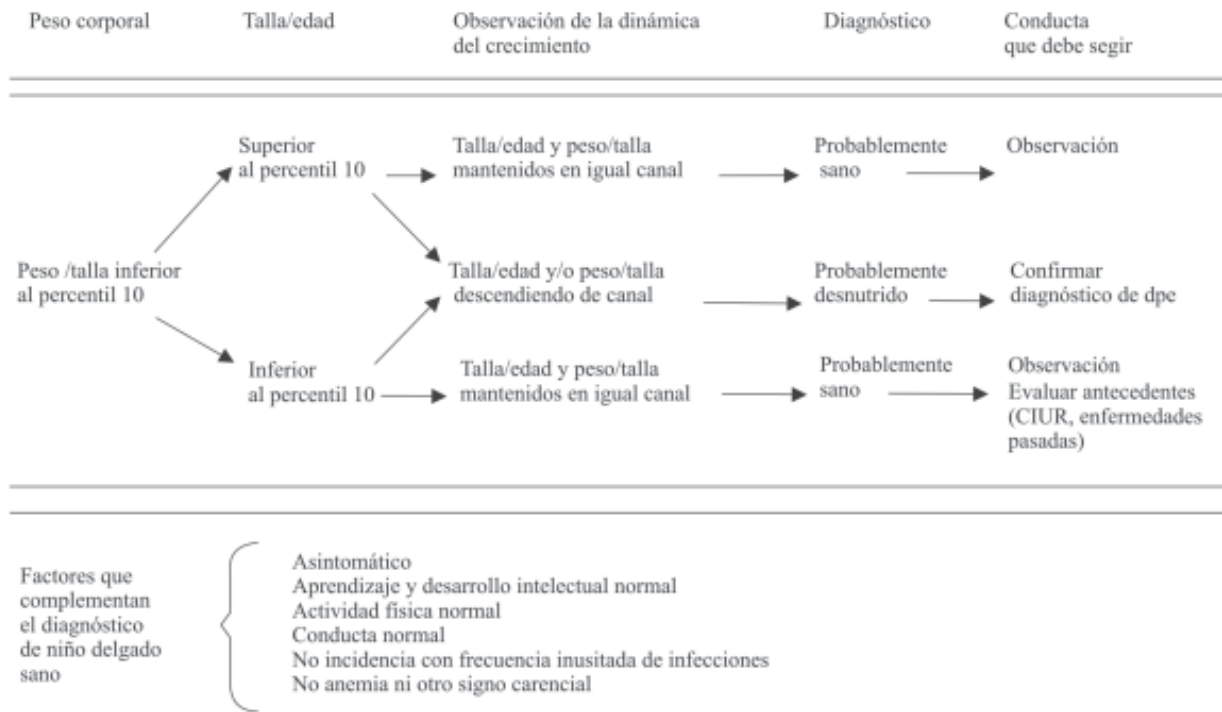 Peso corporal
Talla/edad
Observación de la dinámica
del crecimiento
Diagnóstico
Conducta
que debe segir
Superior
al percentil 10
Talla/edad y peso/talla
mantenidos en igual canal
Probablemente
sano
Observación
Peso /talla inferior
al percentil 10
Talla/edad y/o peso/talla
descendiendo de canal
Probablemente
desnutrido
Confirmar
diagnóstico de dpe
Inferior
al percentil 10
Talla/edad y peso/talla
mantenidos en igual canal
Probablemente
sano
Observación
Evaluar antecedentes
(CIUR, enfermedades
pasadas)
Factores que
complementan
el diagnóstico
de niño delgado
sano
Asintomático
Aprendizaje y desarrollo intelectual normal
Actividad física normal
Conducta normal
No incidencia con frecuencia inusitada de infecciones
No anemia ni otro signo carencial